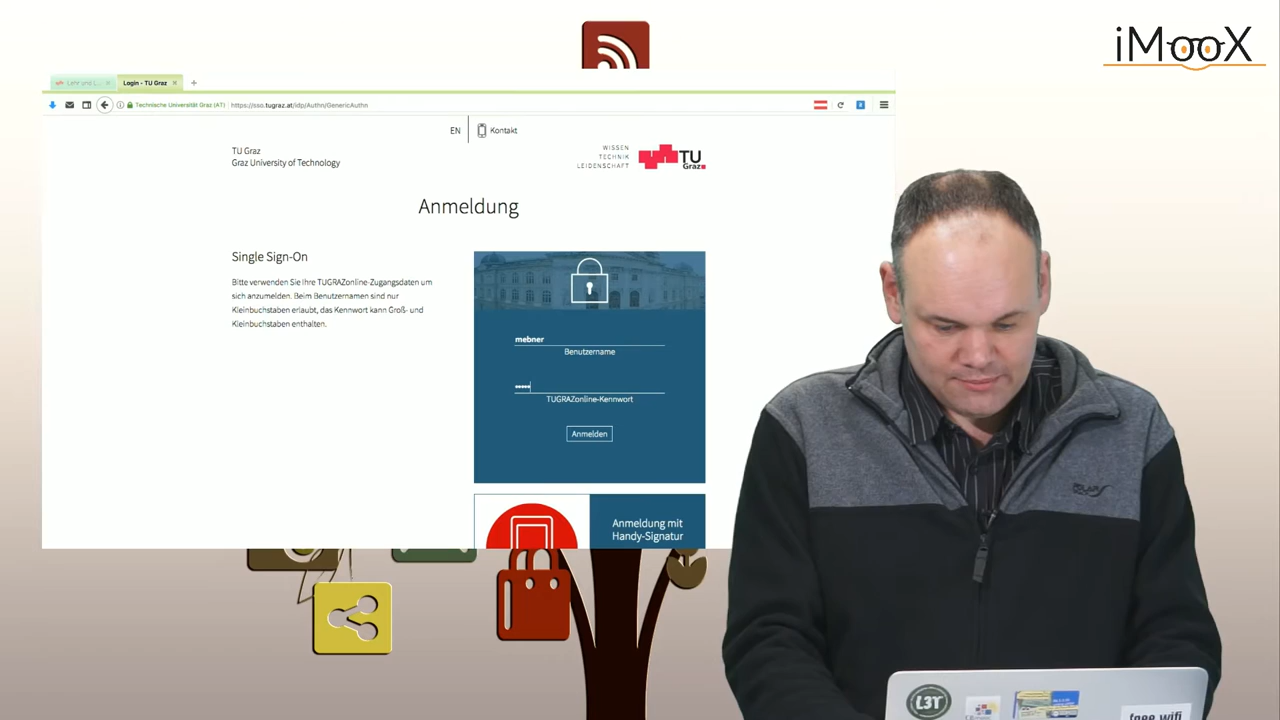 iMooX
Lehr und L...
Login - TU Graz
Technische Universität Graz (AT)
https://sso.tugraz.at/idp/Authn/GenericAuthn
EN
Kontakt
TU Graz
Graz University of Technology
WISSEN
TECHNIK
LEIDENSCHAFT
TU
Graz
Anmeldung
Single Sign-On
Bitte verwenden Sie Ihre TUGRAZonline-Zugangsdaten um
sich anzumelden. Beim Benutzernamen sind nur
Kleinbuchstaben erlaubt, das Kennwort kann Groß- und
Kleinbuchstaben enthalten.
mebner
Benutzername
•••••
TUGRAZonline-Kennwort
Anmelden
Anmeldung mit
Handy-Signatur
L3T
free wifi